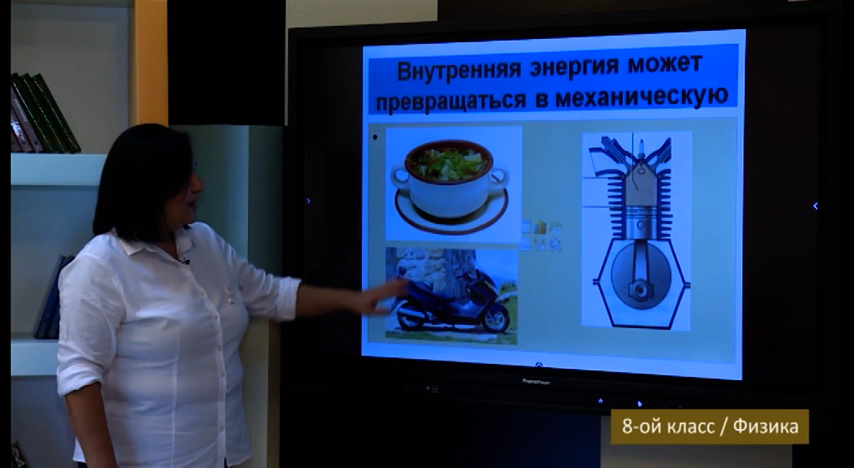 Внутренняя энергия может
превращаться в механическую
8-ой класс / Физика